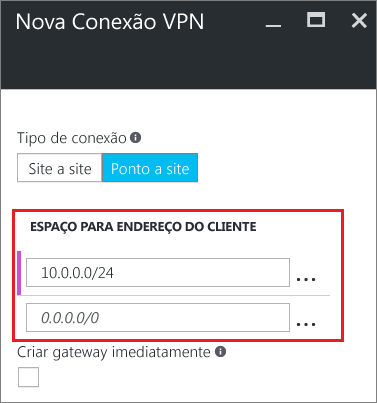 Nova Conexão VPN
Tipo de conexão
Site a site Ponto a site
ESPAÇO PARA ENDEREÇO DO CLIENTE
10.0.0.0/24 ...
0.0.0.0/0 ...
Criar gateway imediatamente